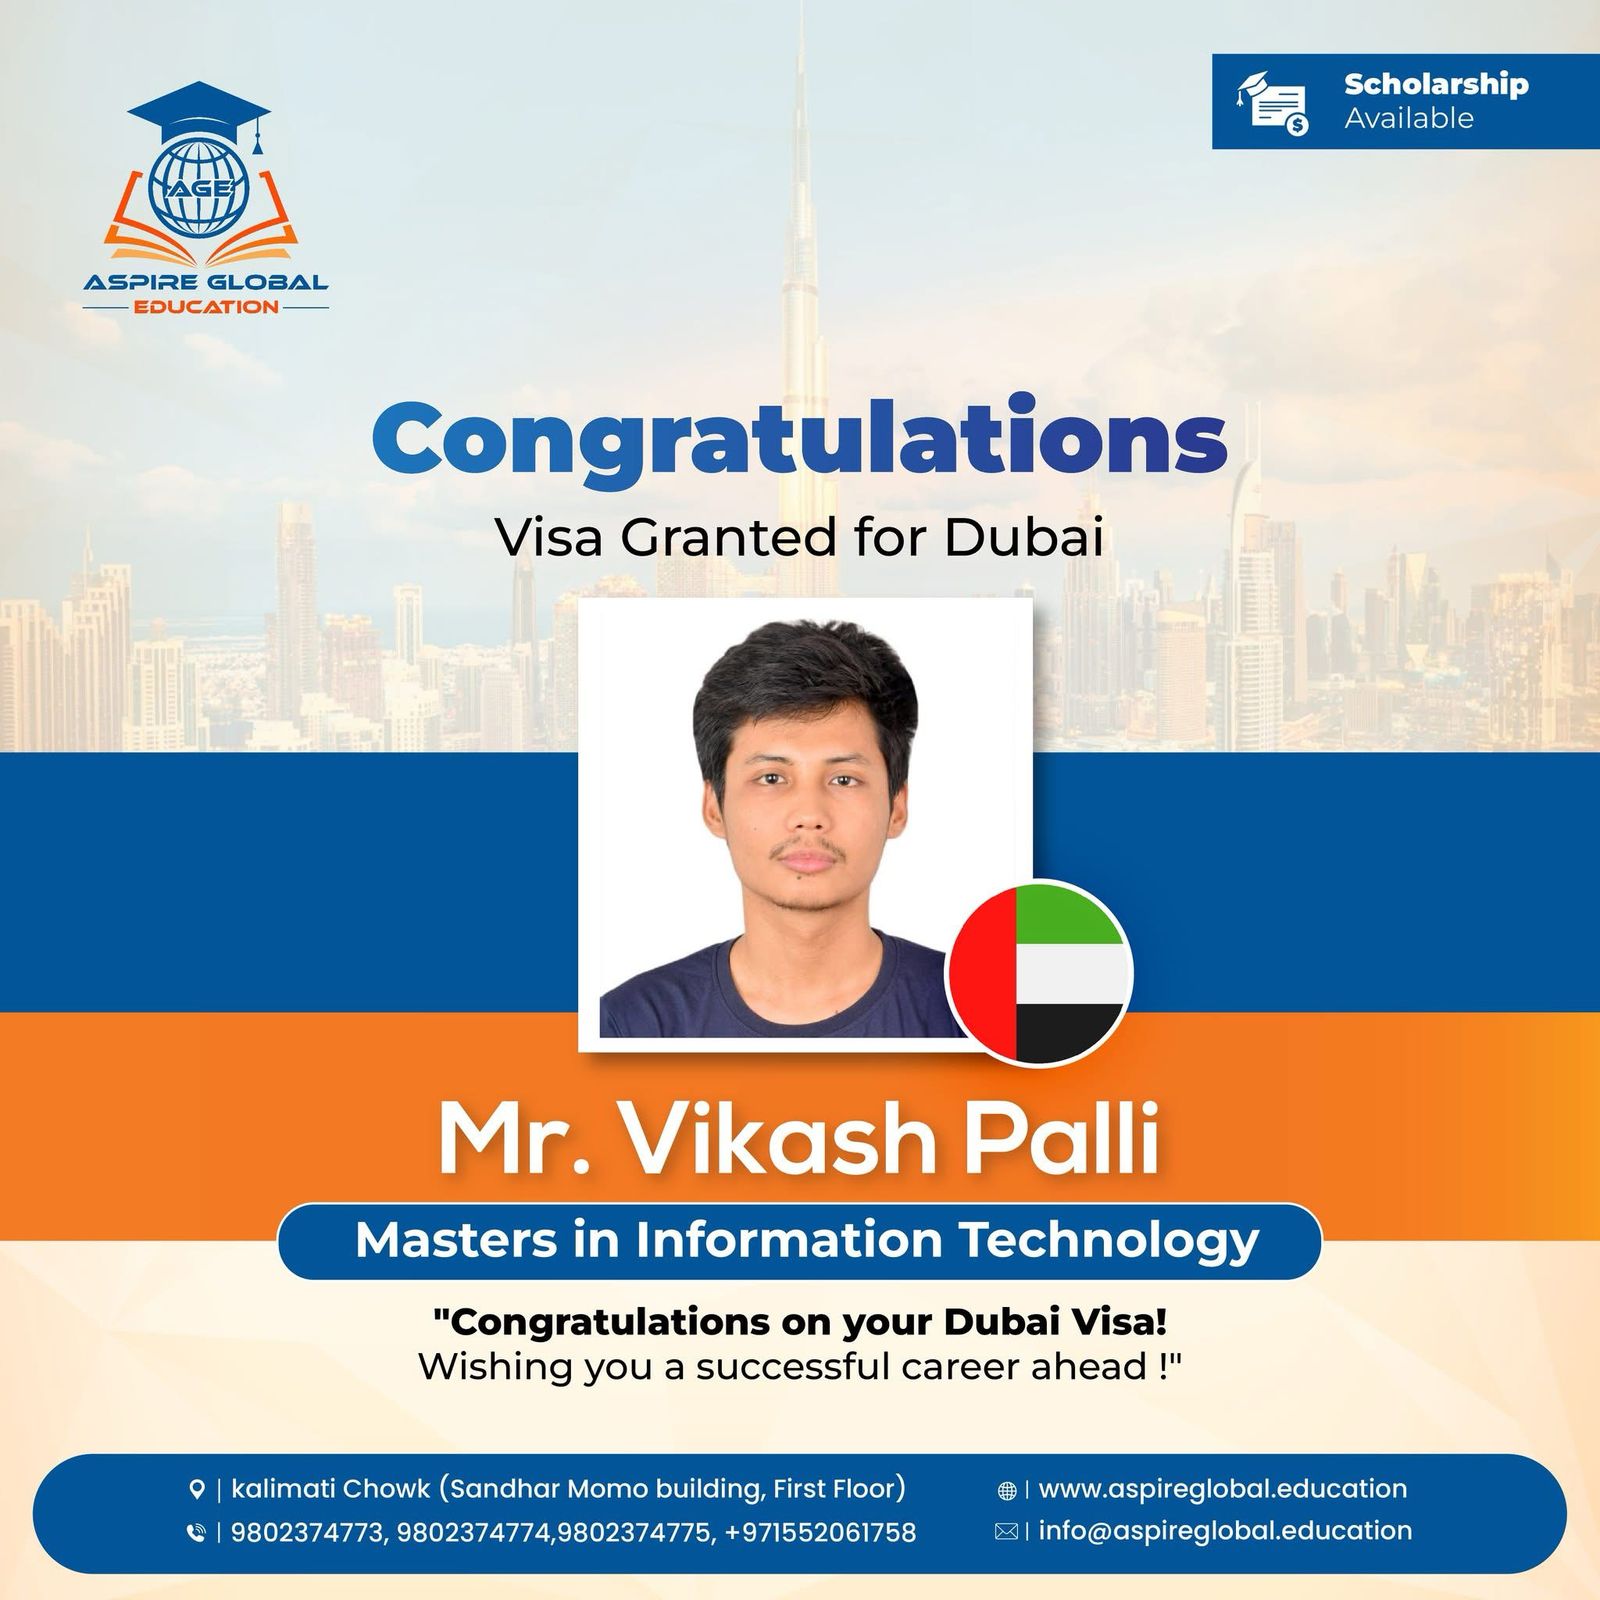 Scholarship
Available
AGE
ASPIRE GLOBAL
EDUCATION
Congratulations
Visa Granted for Dubai
Mr. Vikash Palli
Masters in Information Technology
"Congratulations on your Dubai Visa!
Wishing you a successful career ahead !"
kalimati Chowk (Sandhar Momo building, First Floor)
9802374773, 9802374774,9802374775, +971552061758
www.aspireglobal.education
info@aspireglobal.education